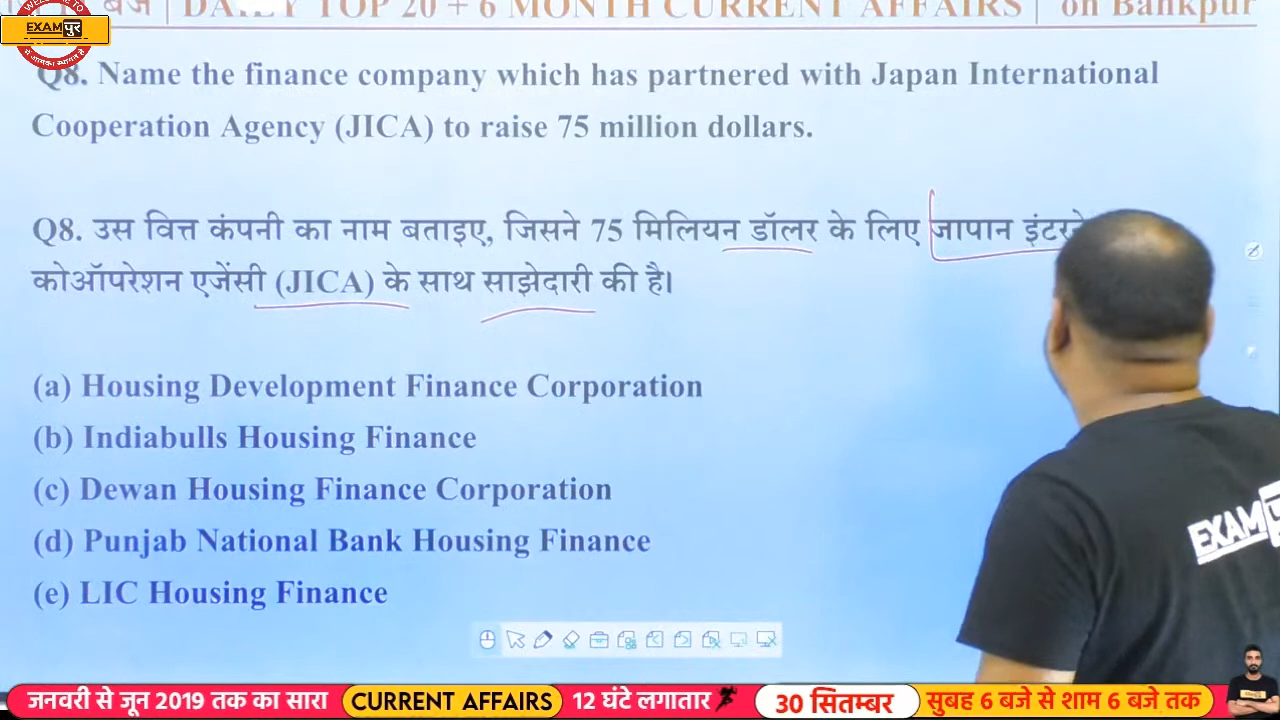 बजे | DAILY TOP 20 + 6 MONTH CURRENT AFFAIRS | on Bankpur
EXAM पुर
Q8. Name the finance company which has partnered with Japan International
Cooperation Agency (JICA) to raise 75 million dollars.
Q8. उस वित्त कंपनी का नाम बताइए, जिसने 75 मिलियन डॉलर के लिए जापान
कोऑपरेशन एजेंसी (JICA) के साथ साझेदारी की है।
(a) Housing Development Finance Corporation
(b) Indiabulls Housing Finance
(c) Dewan Housing Finance Corporation
(d) Punjab National Bank Housing Finance
(e) LIC Housing Finance
EXAM पु
जनवरी से जून 2019 तक का सारा CURRENT AFFAIRS 12 घंटे लगातार 30 सितम्बर सुबह 6 बजे से शाम 6 बजे तक